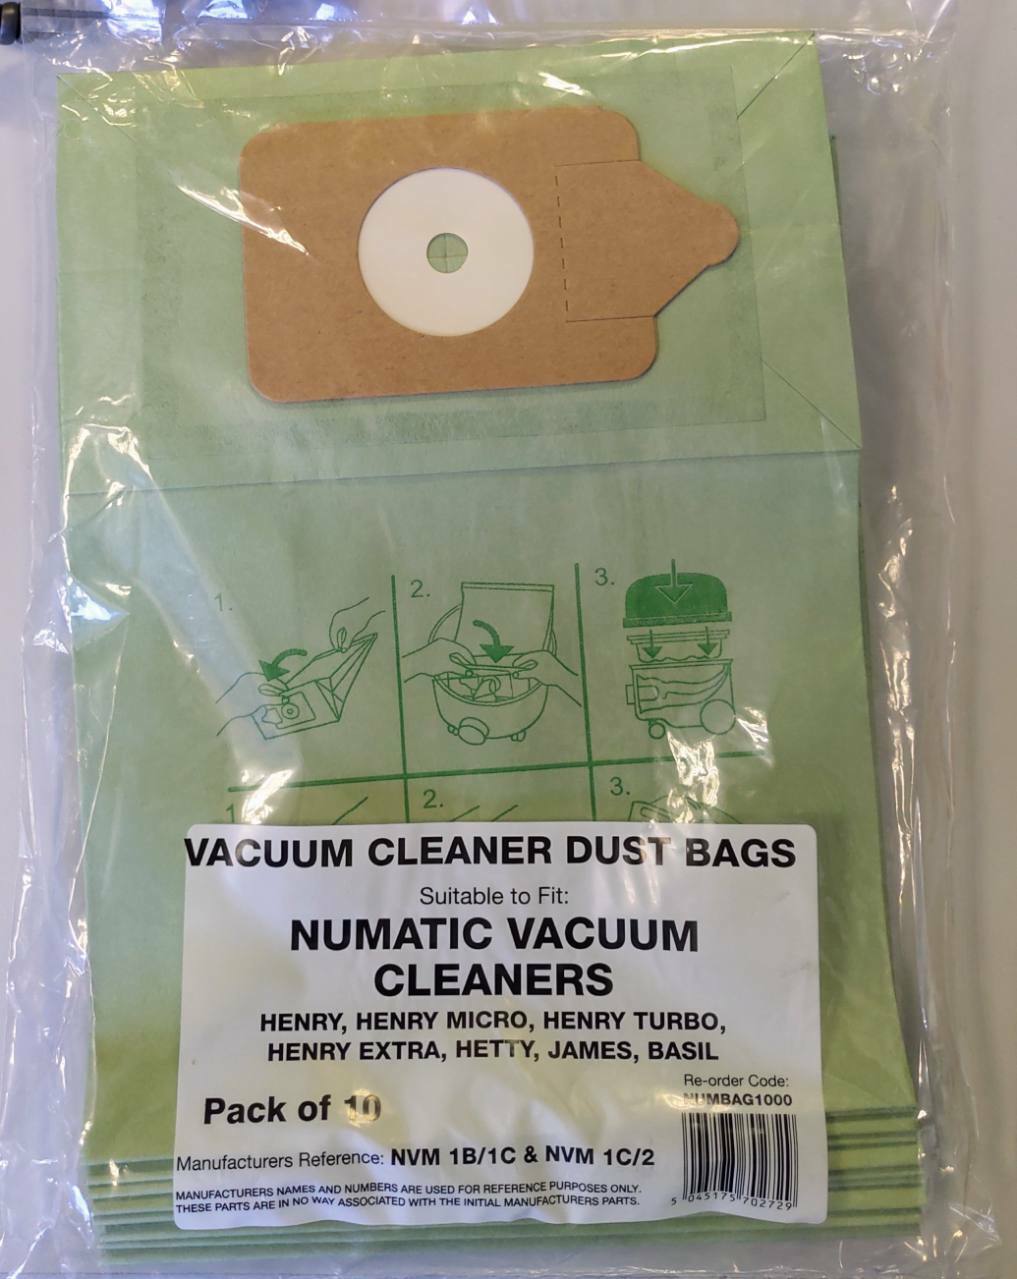 1.
2.
3.
1.
2.
3.
VACUUM CLEANER DUST BAGS
Suitable to Fit:
NUMATIC VACUUM
CLEANERS
HENRY, HENRY MICRO, HENRY TURBO,
HENRY EXTRA, HETTY, JAMES, BASIL
Re-order Code:
NUMBAG1000
Pack of 10
Manufacturers Reference: NVM 1B/1C & NVM 1C/2
MANUFACTURERS NAMES AND NUMBERS ARE USED FOR REFERENCE PURPOSES ONLY.
THESE PARTS ARE IN NO WAY ASSOCIATED WITH THE INITIAL MANUFACTURERS PARTS.
5 045175 702729